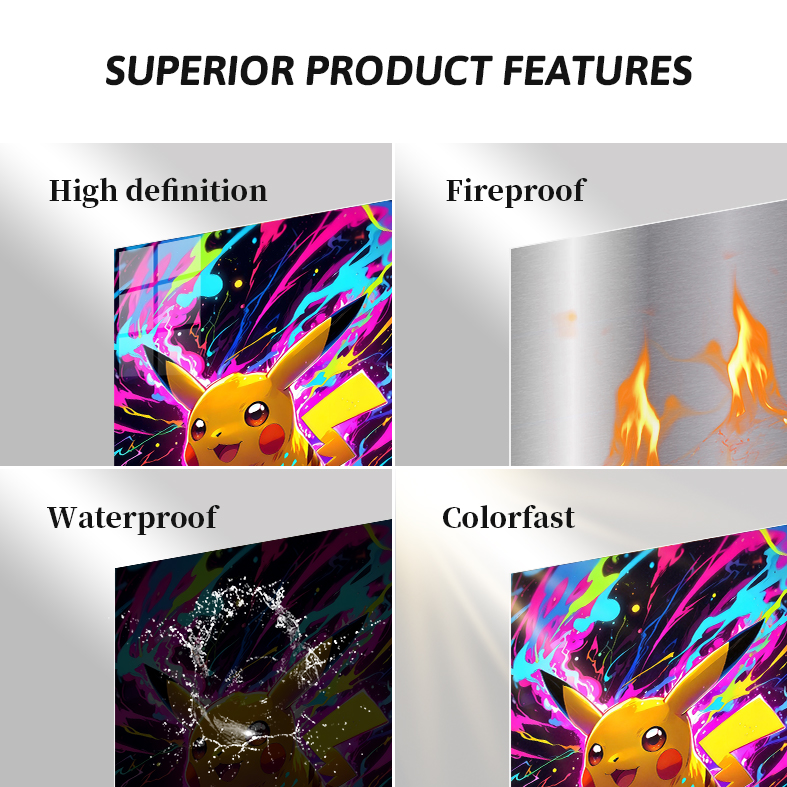 SUPERIOR PRODUCT FEATURES
High definition
Fireproof
Waterproof
Colorfast